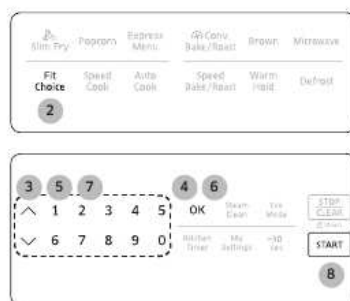 Slim Fry Popcorn Express Menu Conv. Bake/Roast Brown Microwave
Fit Choice Speed Cook Auto Cook Speed Bake/Roast Warm Hold Defrost
2
3 5 7 4 6
1 2 3 4 5 OK Steam Clean Eco Mode STOP CLEAR
6 7 8 9 0 Kitchen Timer My Settings +30 sec START
8